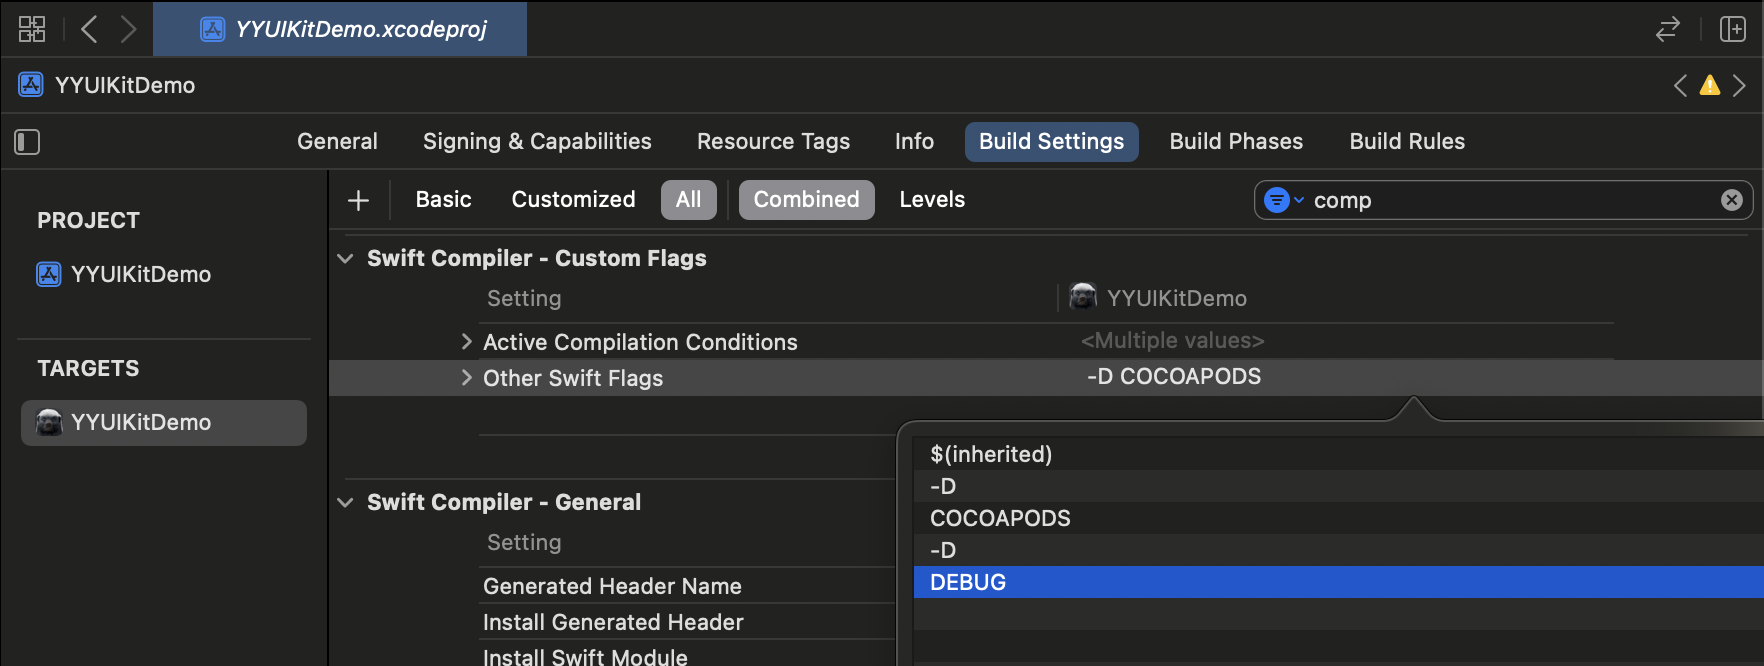 YYUIKitDemo.xcodeproj
YYUIKitDemo
General Signing & Capabilities Resource Tags Info Build Settings Build Phases Build Rules
Basic Customized All Combined Levels comp
PROJECT
YYUIKitDemo
TARGETS
YYUIKitDemo
Swift Compiler - Custom Flags
Setting YYUIKitDemo
Active Compilation Conditions <Multiple values>
Other Swift Flags -D COCOAPODS
$(inherited)
-D
COCOAPODS
-D
DEBUG
Swift Compiler - General
Setting
Generated Header Name
Install Generated Header
Install Swift Module